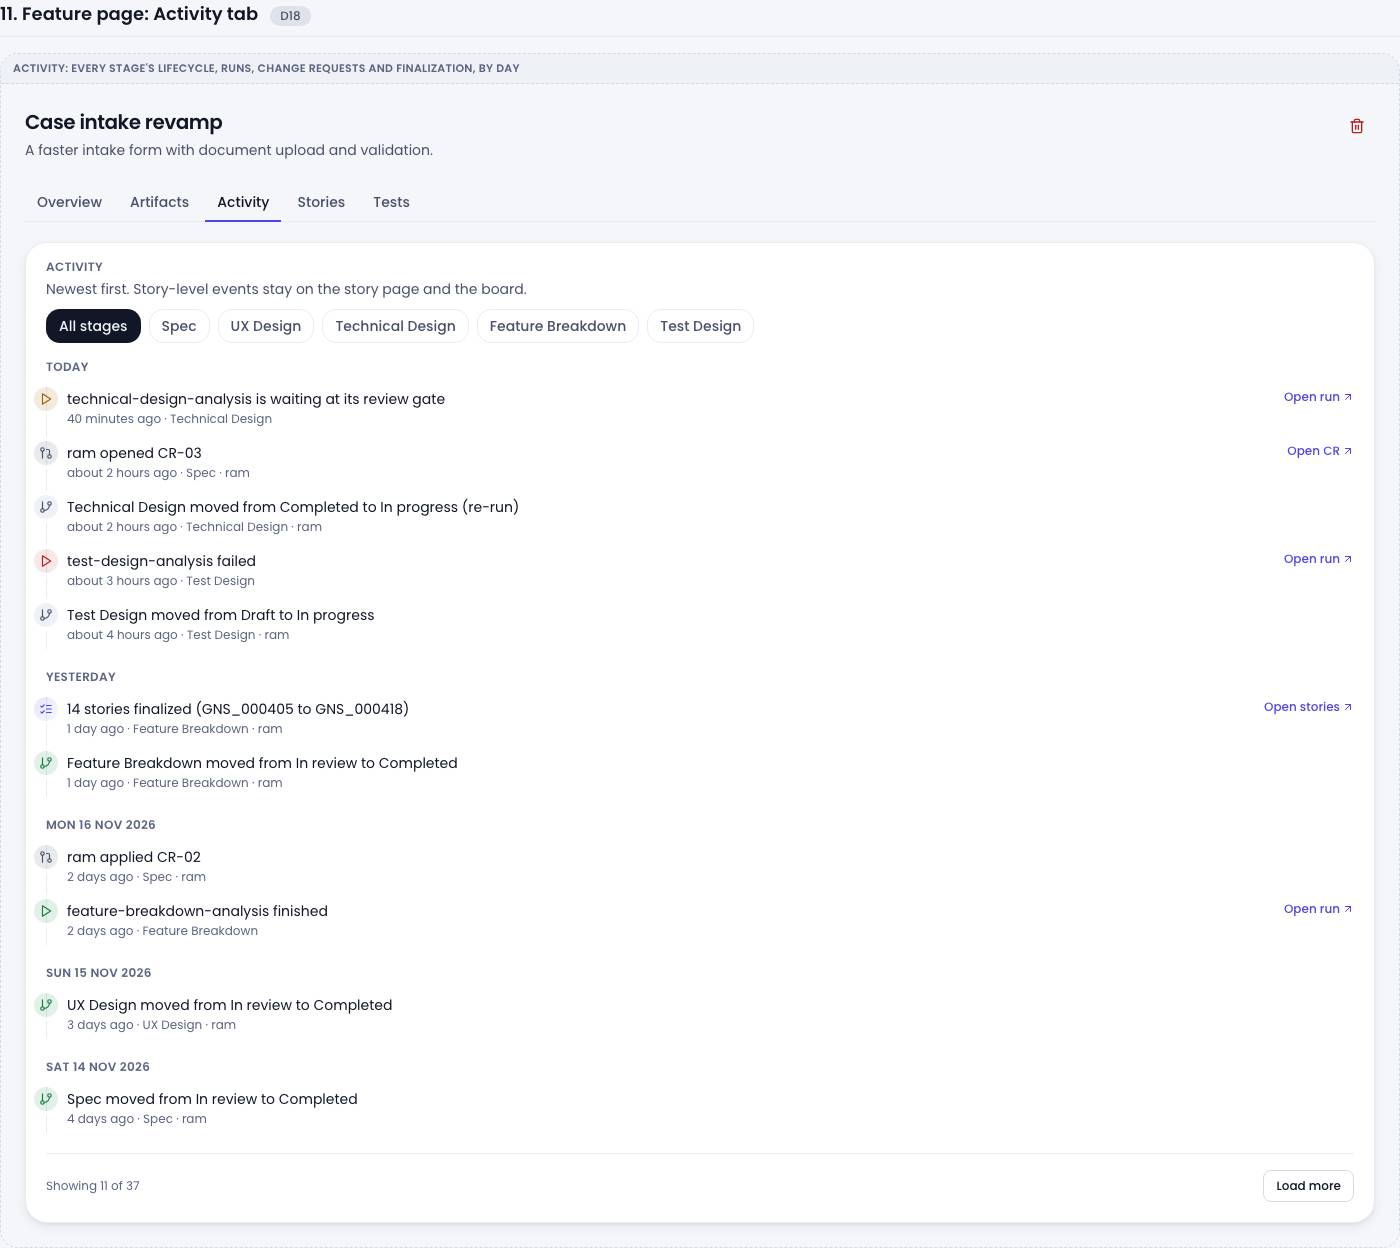 11. Feature page: Activity tab D18
ACTIVITY: EVERY STAGE'S LIFECYCLE, RUNS, CHANGE REQUESTS AND FINALIZATION, BY DAY
Case intake revamp
A faster intake form with document upload and validation.
Overview Artifacts Activity Stories Tests
ACTIVITY
Newest first. Story-level events stay on the story page and the board.
All stages Spec UX Design Technical Design Feature Breakdown Test Design
TODAY
technical-design-analysis is waiting at its review gate Open run
40 minutes ago · Technical Design
ram opened CR-03 Open CR
about 2 hours ago · Spec · ram
Technical Design moved from Completed to In progress (re-run)
about 2 hours ago · Technical Design · ram
test-design-analysis failed Open run
about 3 hours ago · Test Design
Test Design moved from Draft to In progress
about 4 hours ago · Test Design · ram
YESTERDAY
14 stories finalized (GNS_000405 to GNS_000418) Open stories
1 day ago · Feature Breakdown · ram
Feature Breakdown moved from In review to Completed
1 day ago · Feature Breakdown · ram
MON 16 NOV 2026
ram applied CR-02
2 days ago · Spec · ram
feature-breakdown-analysis finished Open run
2 days ago · Feature Breakdown
SUN 15 NOV 2026
UX Design moved from In review to Completed
3 days ago · UX Design · ram
SAT 14 NOV 2026
Spec moved from In review to Completed
4 days ago · Spec · ram
Showing 11 of 37 Load more